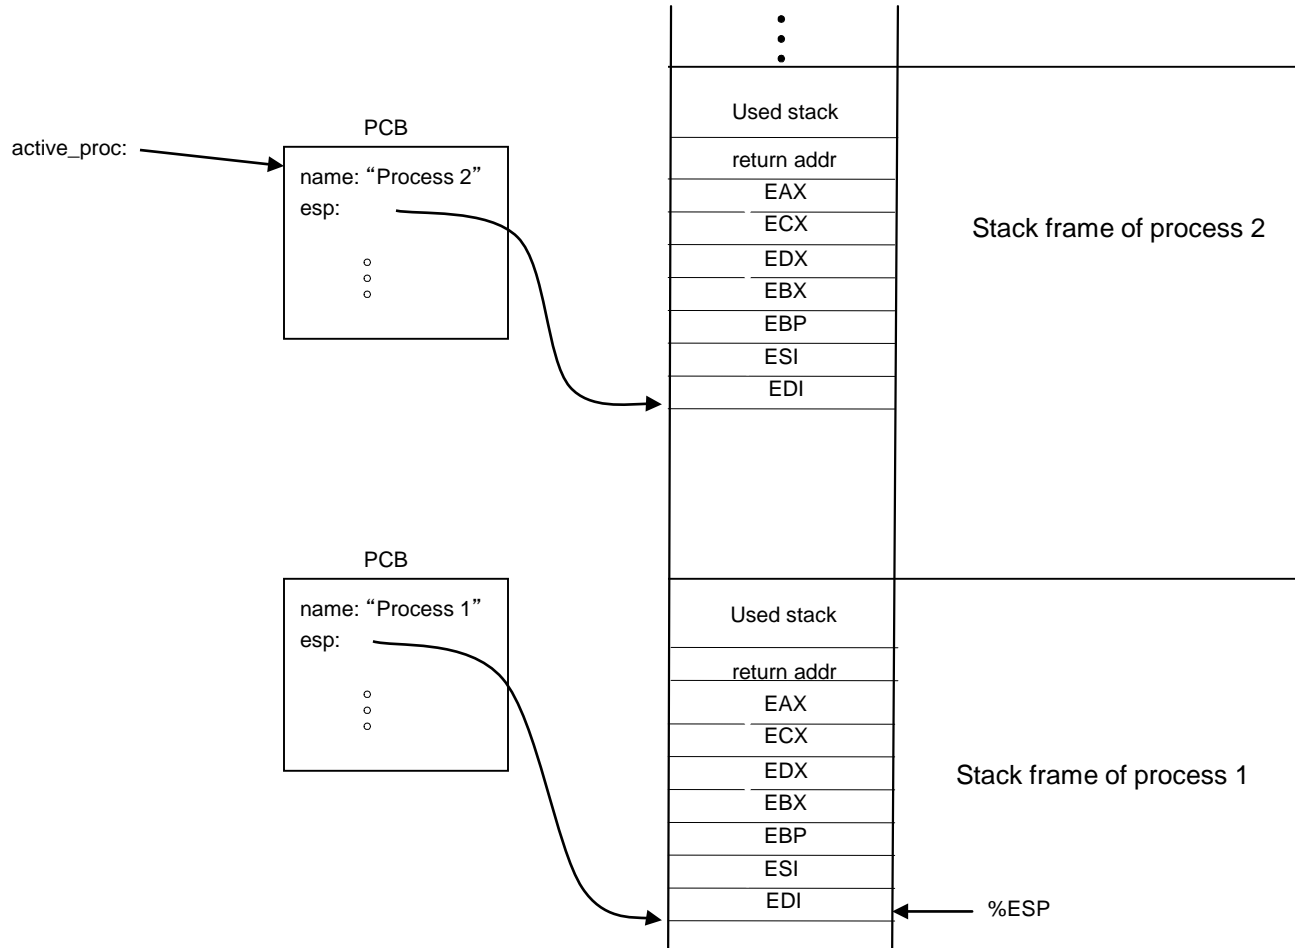 active_proc:
PCB
name: “Process 2”
esp:
Used stack
return addr
EAX
ECX
EDX
EBX
EBP
ESI
EDI
Stack frame of process 2
PCB
name: “Process 1”
esp:
Used stack
return addr
EAX
ECX
EDX
EBX
EBP
ESI
EDI
Stack frame of process 1
%ESP